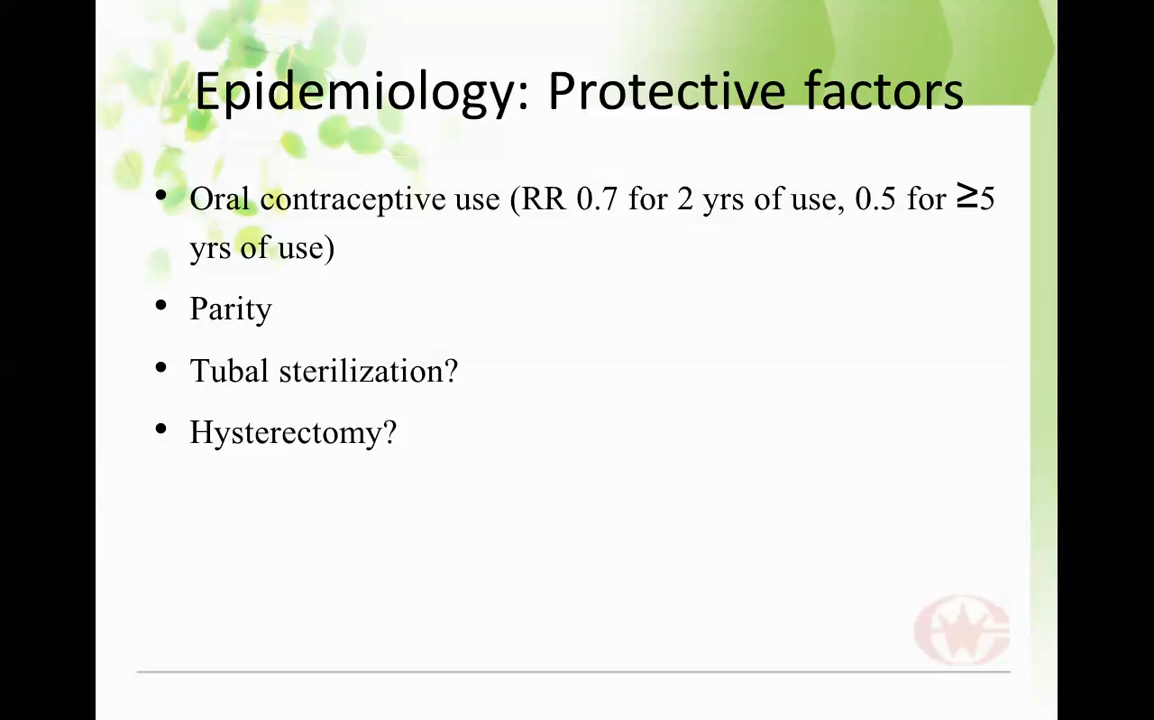 Epidemiology: Protective factors
• Oral contraceptive use (RR 0.7 for 2 yrs of use, 0.5 for ≥5
yrs of use)
• Parity
• Tubal sterilization?
• Hysterectomy?